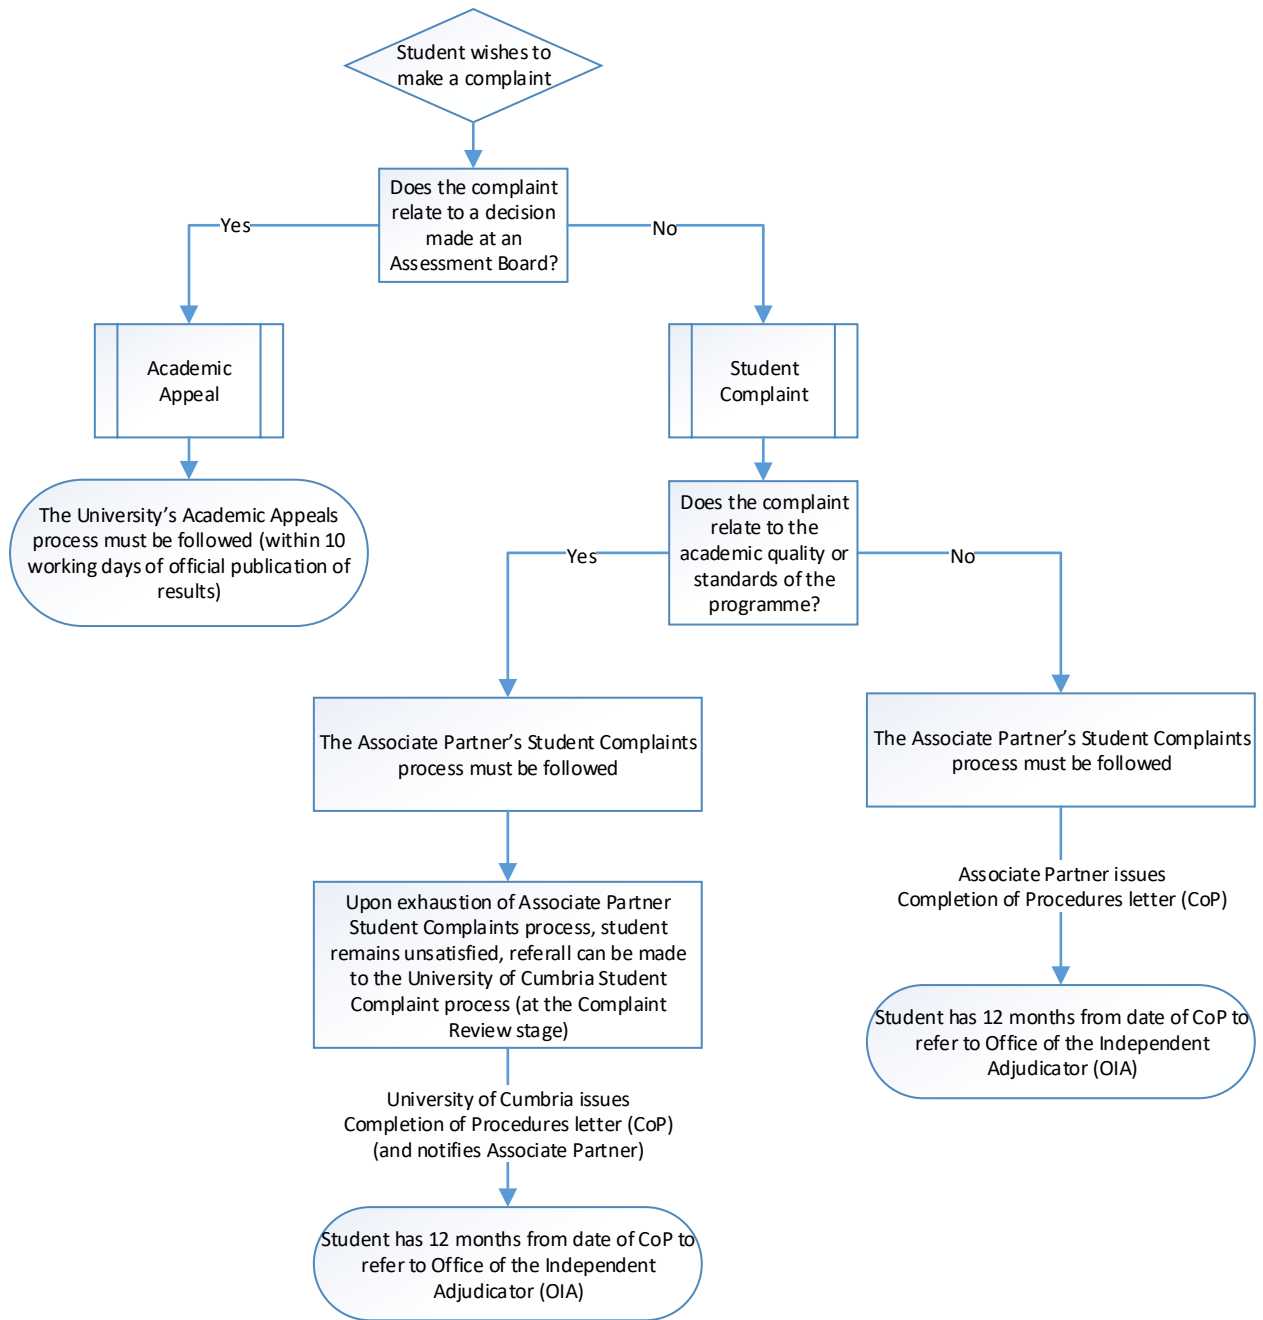 Student wishes to
make a complaint
Does the complaint
relate to a decision
made at an
Assessment Board?
Yes
No
Academic
Appeal
Student
Complaint
The University’s Academic Appeals
process must be followed (within 10
working days of official publication of
results)
Does the complaint
relate to the
academic quality or
standards of the
programme?
Yes
No
The Associate Partner’s Student Complaints
process must be followed
The Associate Partner’s Student Complaints
process must be followed
Upon exhaustion of Associate Partner
Student Complaints process, student
remains unsatisfied, referall can be made
to the University of Cumbria Student
Complaint process (at the Complaint
Review stage)
Associate Partner issues
Completion of Procedures letter (CoP)
Student has 12 months from date of CoP to
refer to Office of the Independent
Adjudicator (OIA)
University of Cumbria issues
Completion of Procedures letter (CoP)
(and notifies Associate Partner)
Student has 12 months from date of CoP to
refer to Office of the Independent
Adjudicator (OIA)